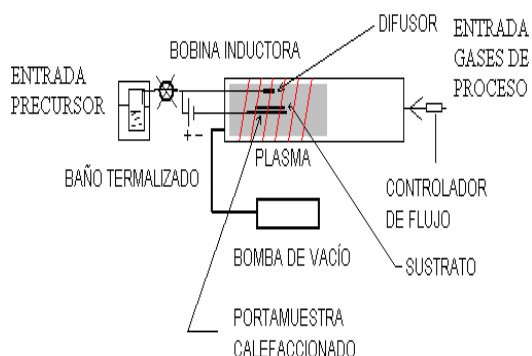 DIFUSOR
ENTRADA
GASES DE
PROCESO
BOBINA INDUCTORA
ENTRADA
PRECURSOR
+ -
PLASMA
BAÑO TERMALIZADO
CONTROLADOR
DE FLUJO
BOMBA DE VACÍO
SUSTRATO
PORTAMUESTRA
CALEFACCIONADO